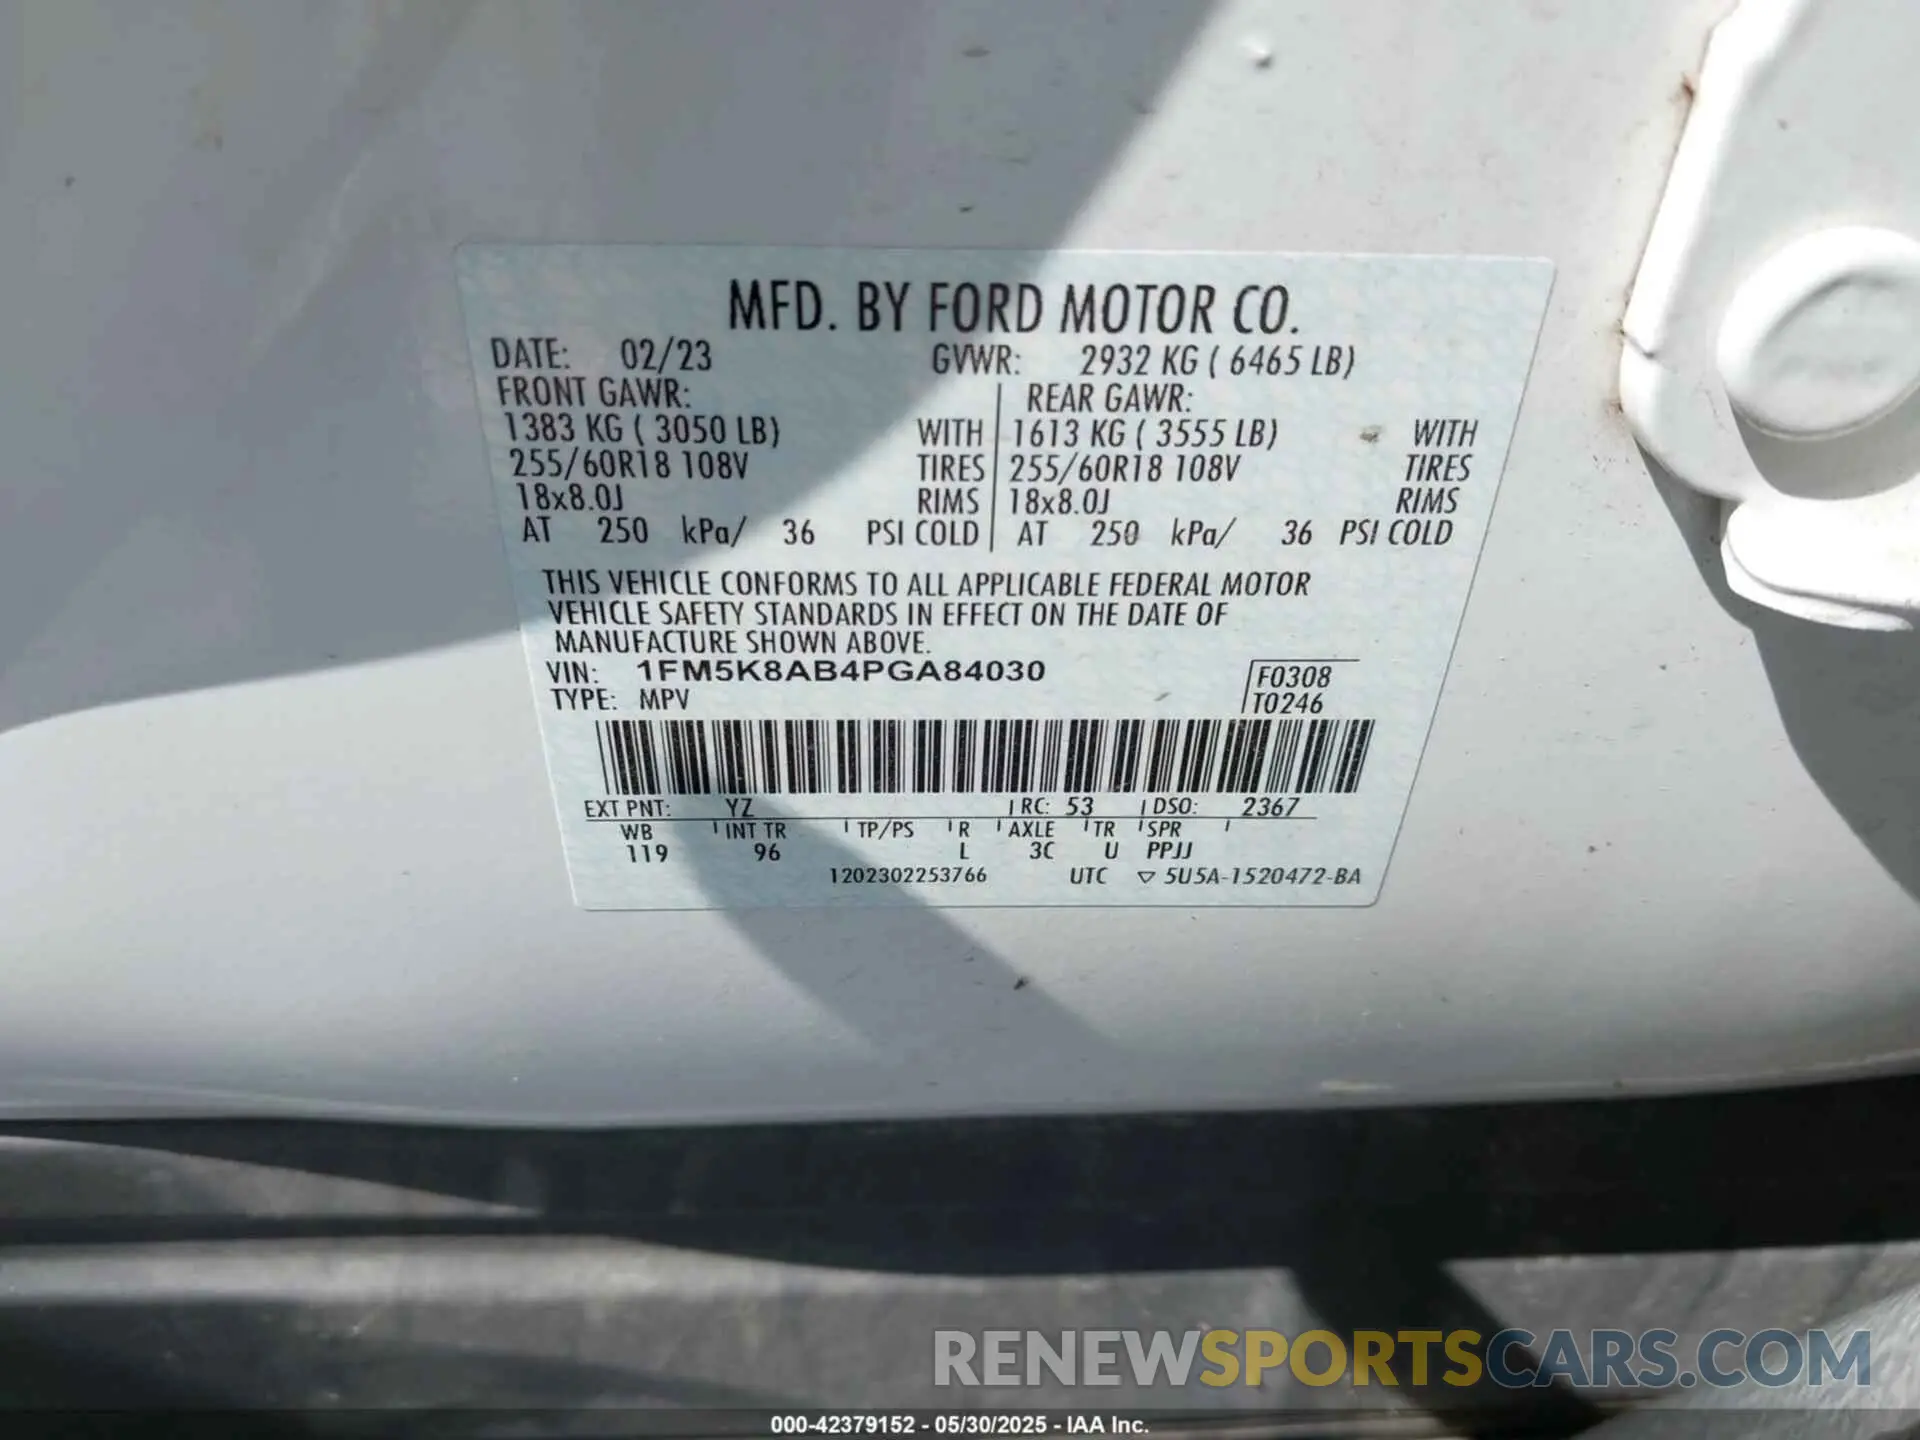 MFD. BY FORD MOTOR CO.
DATE: 02/23 GVWR: 2932 KG ( 6465 LB)
FRONT GAWR: REAR GAWR:
1383 KG ( 3050 LB) WITH 1613 KG ( 3555 LB) WITH
255/60R18 108V TIRES 255/60R18 108V TIRES
18x8.0J RIMS 18x8.0J RIMS
AT 250 kPa/ 36 PSI COLD AT 250 kPa/ 36 PSI COLD
THIS VEHICLE CONFORMS TO ALL APPLICABLE FEDERAL MOTOR
VEHICLE SAFETY STANDARDS IN EFFECT ON THE DATE OF
MANUFACTURE SHOWN ABOVE.
VIN: 1FM5K8AB4PGA84030 F0308
TYPE: MPV T0246
EXT PNT: YZ RC: 53 DSO: 2367
WB INT TR TP/PS R AXLE TR SPR
119 96 L 3C U PPJJ
1202302253766 UTC ▽ 5U5A-1520472-BA
RENEWSPORTSCARS.COM
000-42379152 - 05/30/2025 - IAA Inc.